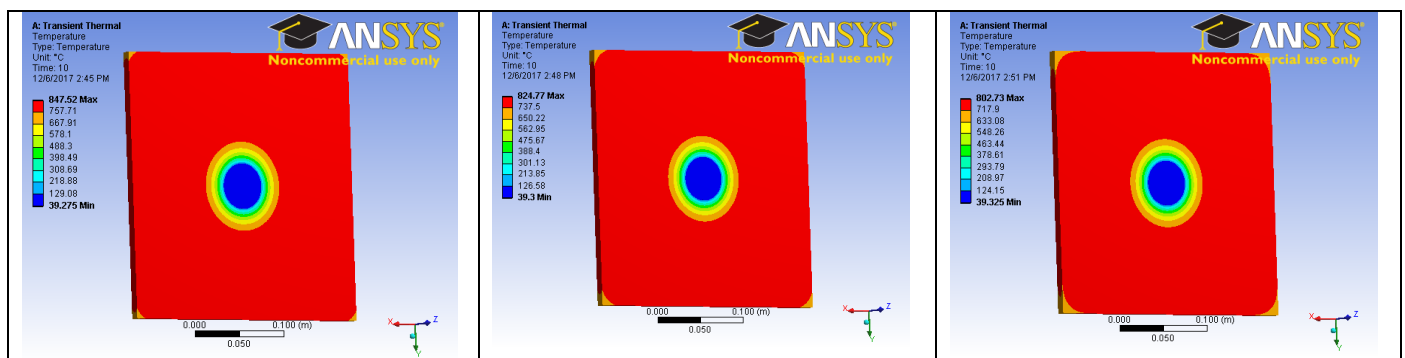 A: Transient Thermal
Temperature
Type: Temperature
Unit: °C
Time: 10
12/6/2017 2:45 PM
ANSYS
Noncommercial use only
847.52 Max
757.71
667.91
578.1
488.3
398.49
308.69
218.88
129.08
39.275 Min
0.000
0.100 (m)
0.050
X
Y
Z
A: Transient Thermal
Temperature
Type: Temperature
Unit: °C
Time: 10
12/6/2017 2:48 PM
ANSYS
Noncommercial use only
824.77 Max
737.5
650.22
562.95
475.67
388.4
301.13
213.85
126.58
39.3 Min
0.000
0.100 (m)
0.050
X
Y
Z
A: Transient Thermal
Temperature
Type: Temperature
Unit: °C
Time: 10
12/6/2017 2:51 PM
ANSYS
Noncommercial use only
802.73 Max
717.9
633.08
548.26
463.44
378.61
293.79
208.97
124.15
39.325 Min
0.000
0.100 (m)
0.050
X
Y
Z